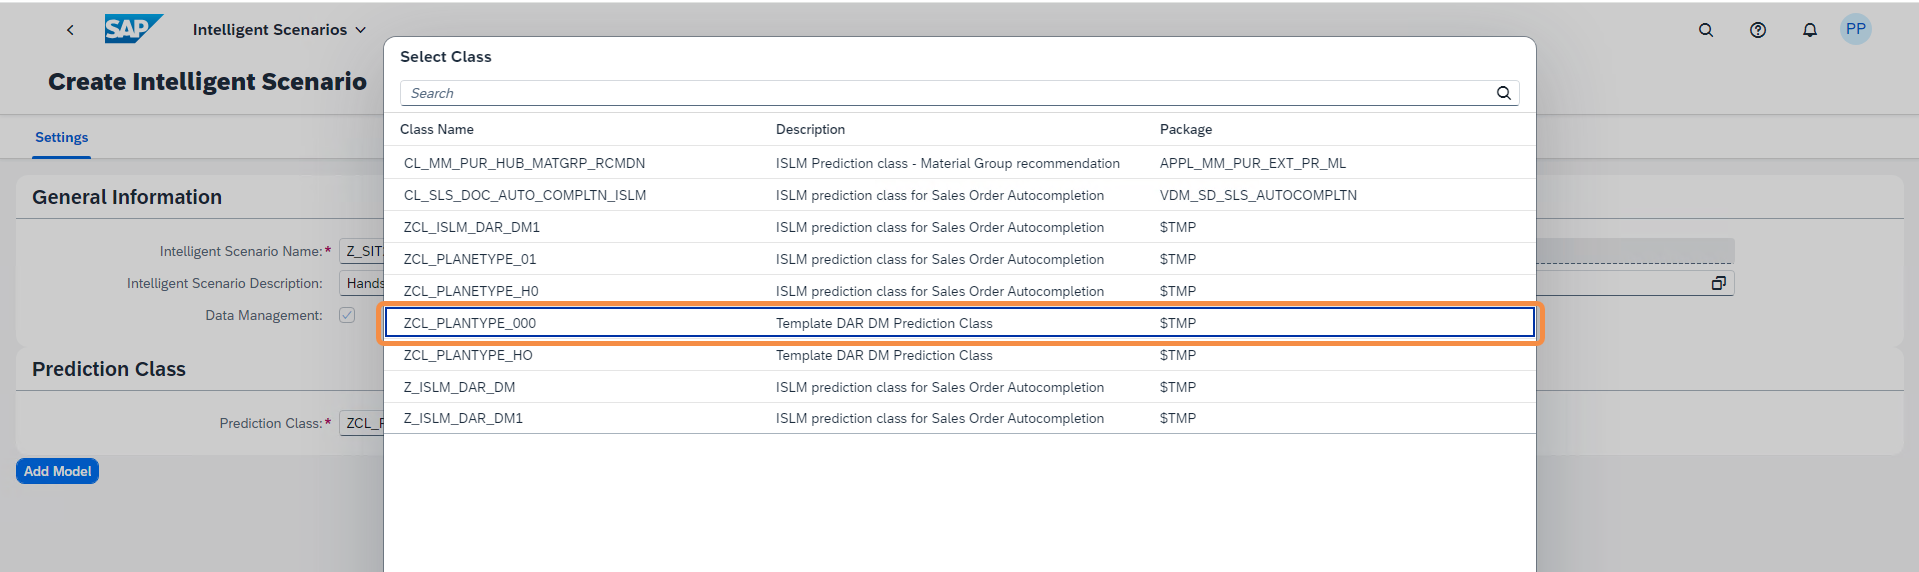 SAP Intelligent Scenarios
PP
Create Intelligent Scenario
Settings
General Information
Intelligent Scenario Name:* Z_SIT
Intelligent Scenario Description: Hands
Data Management:
Prediction Class
Prediction Class:* ZCL_P
Add Model
Select Class
Search
Class Name Description Package
CL_MM_PUR_HUB_MATGRP_RCMDN ISLM Prediction class - Material Group recommendation APPL_MM_PUR_EXT_PR_ML
CL_SLS_DOC_AUTO_COMPLTN_ISLM ISLM prediction class for Sales Order Autocompletion VDM_SD_SLS_AUTOCOMPLTN
ZCL_ISLM_DAR_DM1 ISLM prediction class for Sales Order Autocompletion $TMP
ZCL_PLANETYPE_01 ISLM prediction class for Sales Order Autocompletion $TMP
ZCL_PLANETYPE_H0 ISLM prediction class for Sales Order Autocompletion $TMP
ZCL_PLANTYPE_000 Template DAR DM Prediction Class $TMP
ZCL_PLANTYPE_HO Template DAR DM Prediction Class $TMP
Z_ISLM_DAR_DM ISLM prediction class for Sales Order Autocompletion $TMP
Z_ISLM_DAR_DM1 ISLM prediction class for Sales Order Autocompletion $TMP